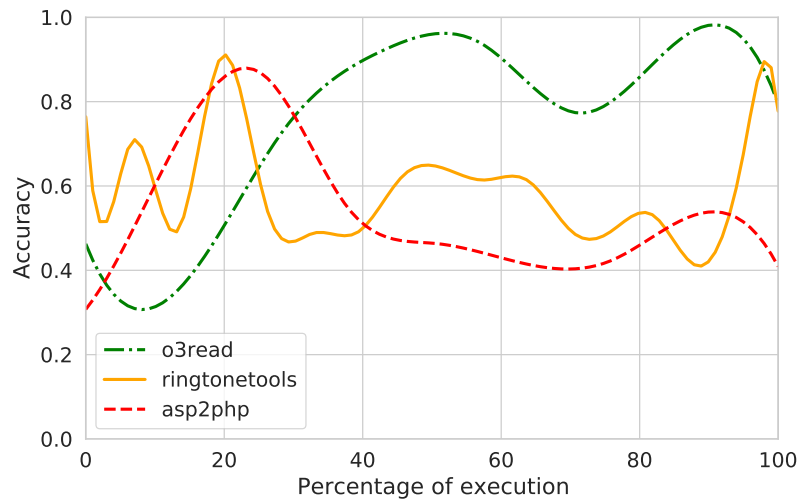 1.0
0.8
0.6
0.4
0.2
0.0
Accuracy
o3read
ringtonetools
asp2php
0 20 40 60 80 100
Percentage of execution